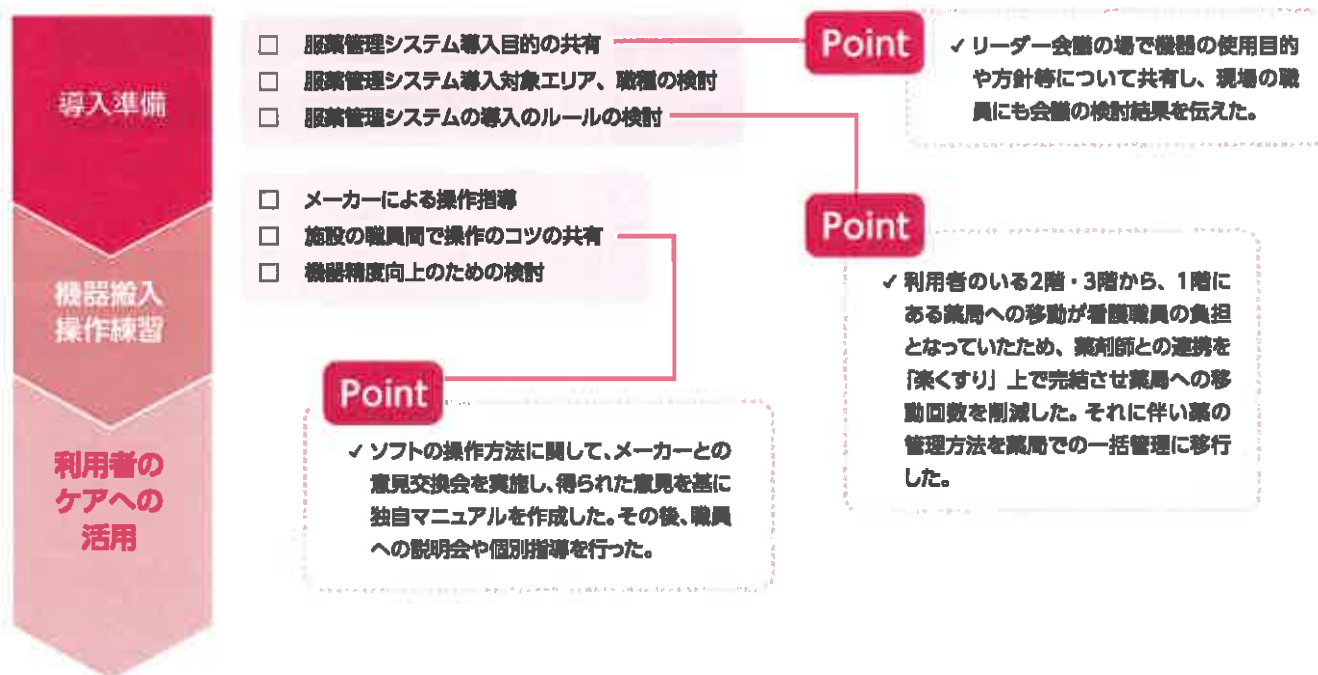 導入準備
□ 服薬管理システム導入目的の共有
□ 服薬管理システム導入対象エリア、職種の検討
□ 服薬管理システムの導入のルールの検討
Point
✓ リーダー会議の場で機器の使用目的
や方針等について共有し、現場の職
員にも会議の検討結果を伝えた。
機器搬入
操作練習
□ メーカーによる操作指導
□ 施設の職員間で操作のコツの共有
□ 機器精度向上のための検討
Point
✓ 利用者のいる2階・3階から、1階に
ある薬局への移動が看護職員の負担
となっていたため、薬剤師との連携を
「楽くすり」上で完結させ薬局への移
動回数を削減した。それに伴い薬の
管理方法を薬局での一括管理に移行
した。
Point
✓ ソフトの操作方法に関して、メーカーとの
意見交換会を実施し、得られた意見を基に
独自マニュアルを作成した。その後、職員
への説明会や個別指導を行った。
利用者の
ケアへの
活用